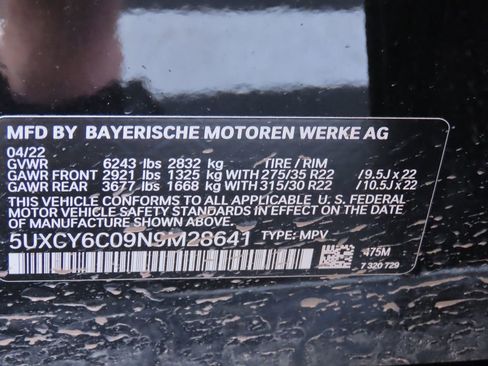 MFD BY BAYERISCHE MOTOREN WERKE AG
04/22
GVWR 6243 lbs 2832 kg TIRE / RIM
GAWR FRONT 2921 lbs 1325 kg WITH 275/35 R22 / 9.5J x 22
GAWR REAR 3677 lbs 1668 kg WITH 315/30 R22 / 10.5J x 22
THIS VEHICLE CONFORMS TO ALL APPLICABLE U. S. FEDERAL
MOTOR VEHICLE SAFETY STANDARDS IN EFFECT ON THE
DATE OF MANUFACTURE SHOWN ABOVE.
5UXCY6C09N9M28641 TYPE: MPV
475M
7 320 729